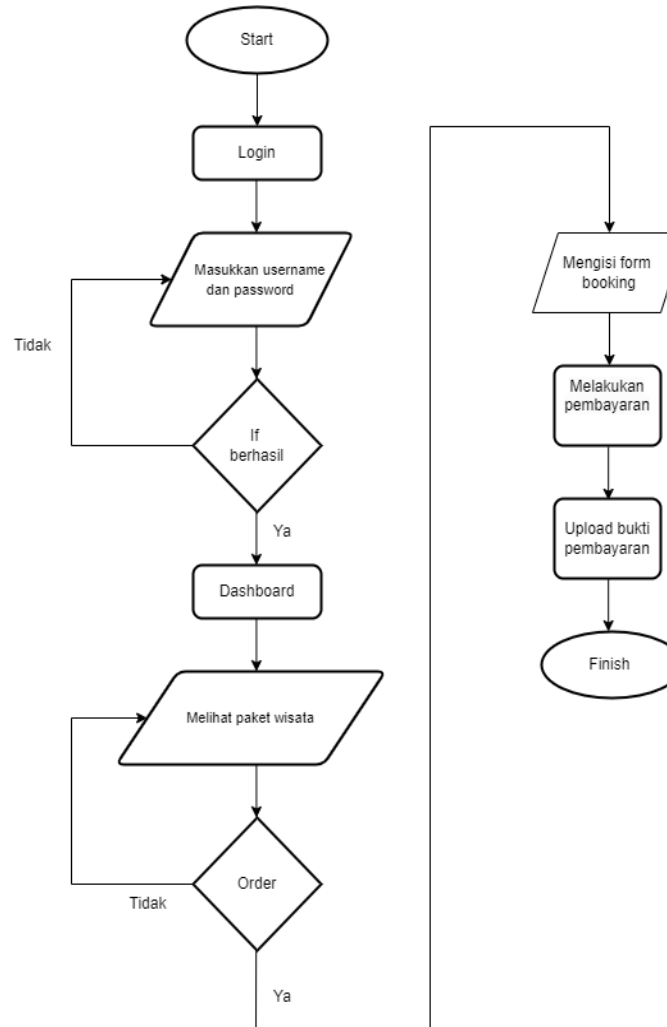 Start
Login
Masukkan username
dan password
Tidak
If
berhasil
Ya
Dashboard
Melihat paket wisata
Order
Tidak
Ya
Mengisi form
booking
Melakukan
pembayaran
Upload bukti
pembayaran
Finish